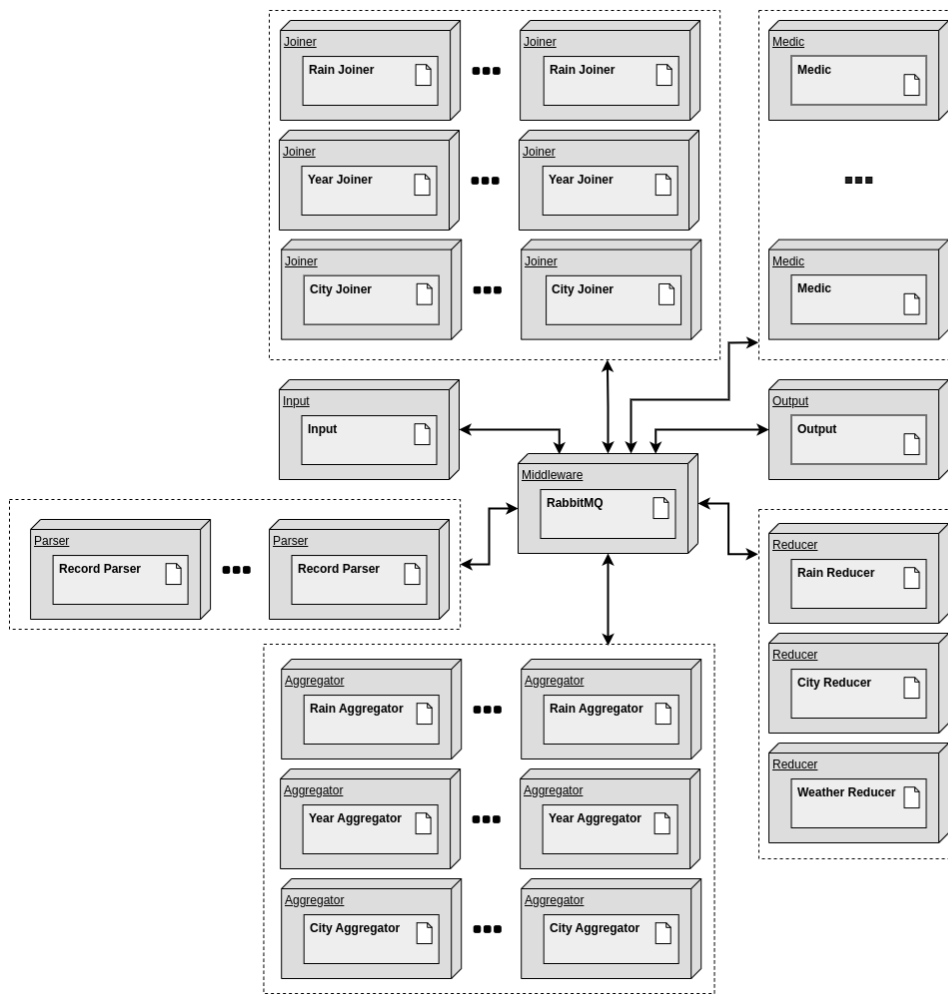 Joiner
Rain Joiner
Joiner
Rain Joiner
Joiner
Year Joiner
Joiner
Year Joiner
Joiner
City Joiner
Joiner
City Joiner
Medic
Medic
Medic
Medic
Input
Input
Output
Output
Middleware
RabbitMQ
Parser
Record Parser
Parser
Record Parser
Reducer
Rain Reducer
Reducer
City Reducer
Reducer
Weather Reducer
Aggregator
Rain Aggregator
Aggregator
Rain Aggregator
Aggregator
Year Aggregator
Aggregator
Year Aggregator
Aggregator
City Aggregator
Aggregator
City Aggregator